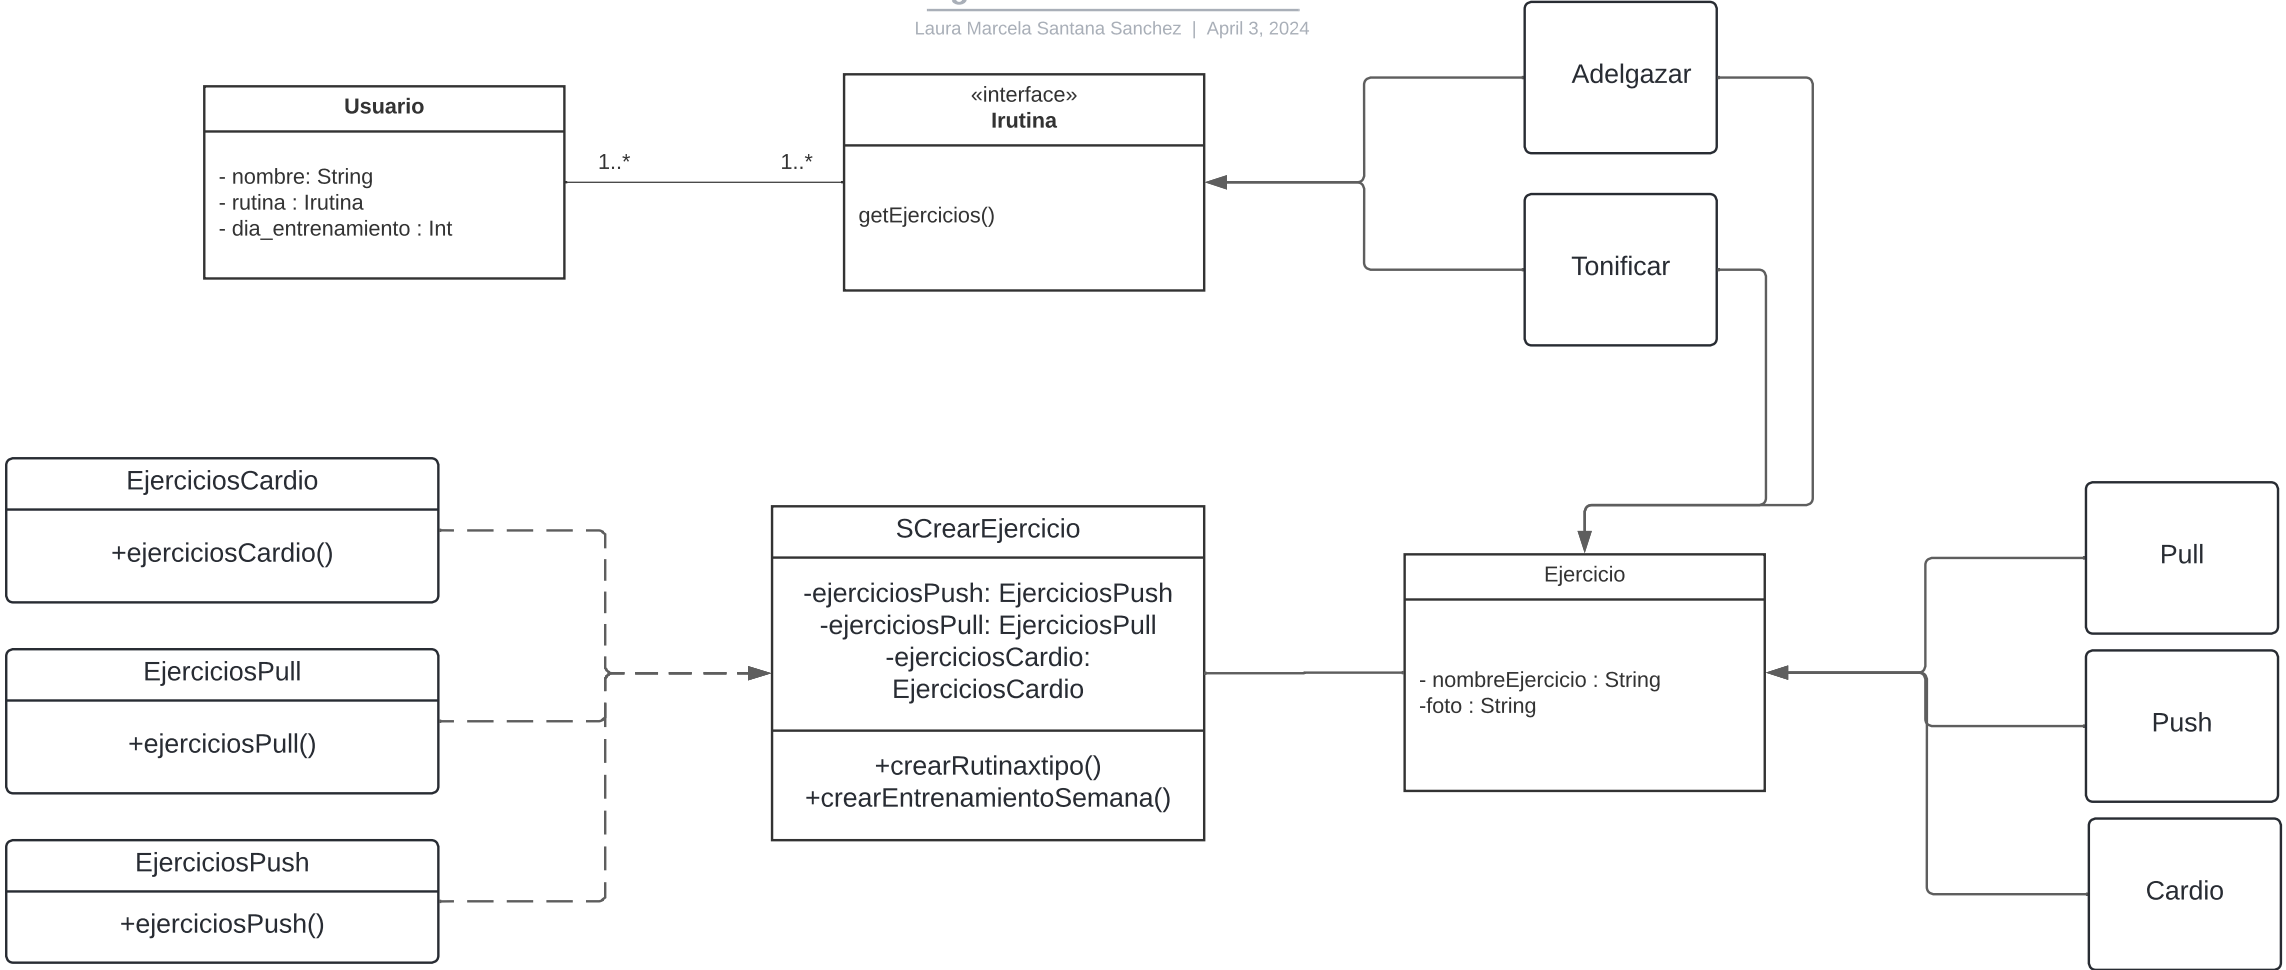 Laura Marcela Santana Sanchez | April 3, 2024
Usuario
- nombre: String
- rutina : Irutina
- dia_entrenamiento : Int
1..*
1..*
«interface»
Irutina
getEjercicios()
Adelgazar
Tonificar
EjerciciosCardio
+ejerciciosCardio()
EjerciciosPull
+ejerciciosPull()
EjerciciosPush
+ejerciciosPush()
SCrearEjercicio
-ejerciciosPush: EjerciciosPush
-ejerciciosPull: EjerciciosPull
-ejerciciosCardio:
EjerciciosCardio
+crearRutinaxtipo()
+crearEntrenamientoSemana()
Ejercicio
- nombreEjercicio : String
-foto : String
Pull
Push
Cardio